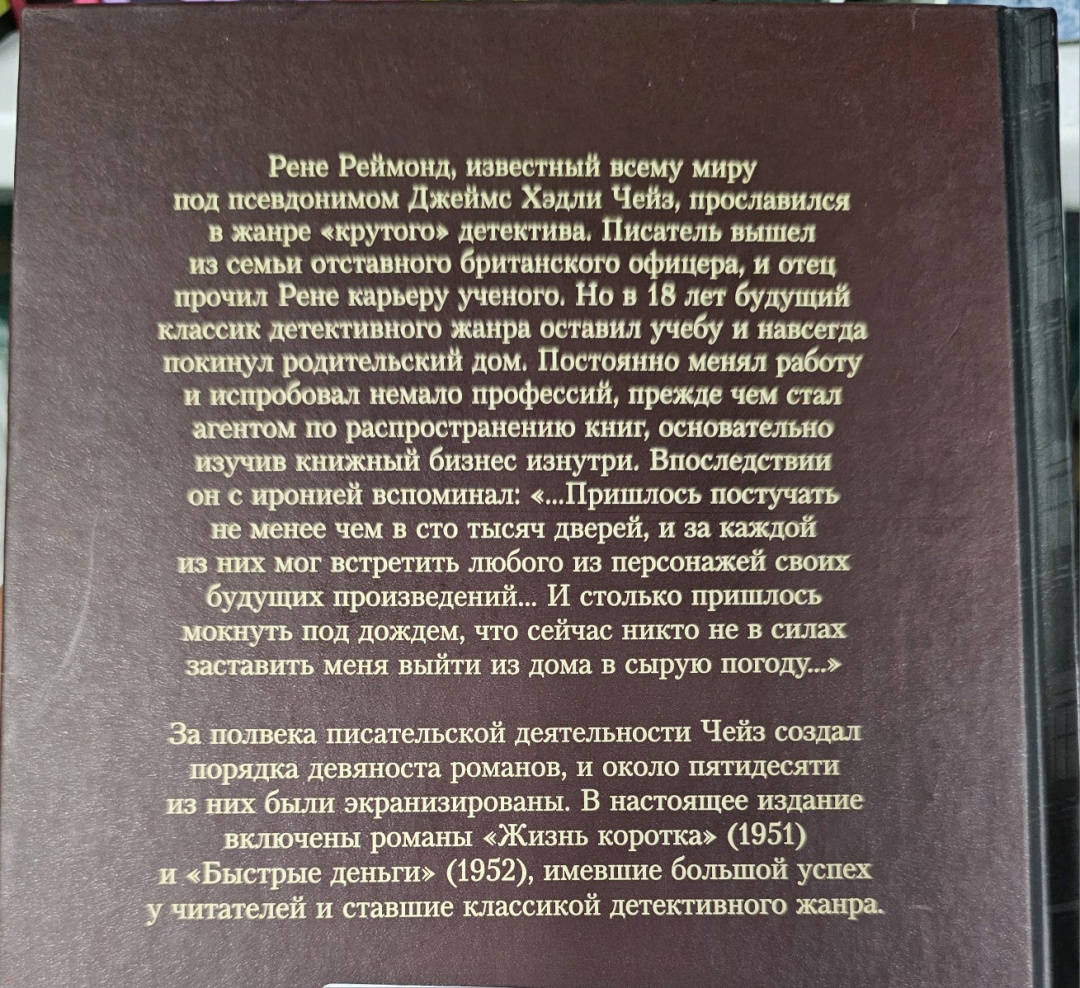 Рене Реймонд, известный всему миру
под псевдонимом Джеймс Хэдли Чейз, прославился
в жанре «крутого» детектива. Писатель вышел
из семьи отставного британского офицера, и отец
прочил Рене карьеру ученого. Но в 18 лет будущий
классик детективного жанра оставил учебу и навсегда
покинул родительский дом. Постоянно менял работу
и испробовал немало профессий, прежде чем стал
агентом по распространению книг, основательно
изучив книжный бизнес изнутри. Впоследствии
он с иронией вспоминал: «...Пришлось постучать
не менее чем в сто тысяч дверей, и за каждой
из них мог встретить любого из персонажей своих
будущих произведений... И столько пришлось
мокнуть под дождем, что сейчас никто не в силах
заставить меня выйти из дома в сырую погоду...»
За полвека писательской деятельности Чейз создал
порядка девяноста романов, и около пятидесяти
из них были экранизированы. В настоящее издание
включены романы «Жизнь коротка» (1951)
и «Быстрые деньги» (1952), имевшие большой успех
у читателей и ставшие классикой детективного жанра.